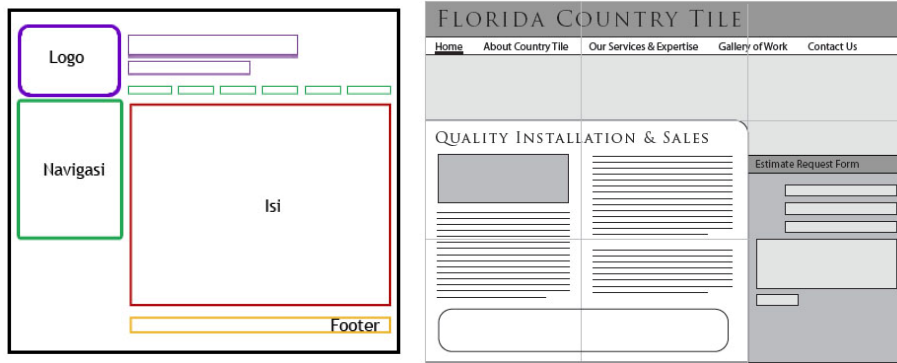 Logo
Navigasi
Isi
Footer
FLORIDA COUNTRY TILE
Home About Country Tile Our Services & Expertise Gallery of Work Contact Us
QUALITY INSTALLATION & SALES
Estimate Request Form